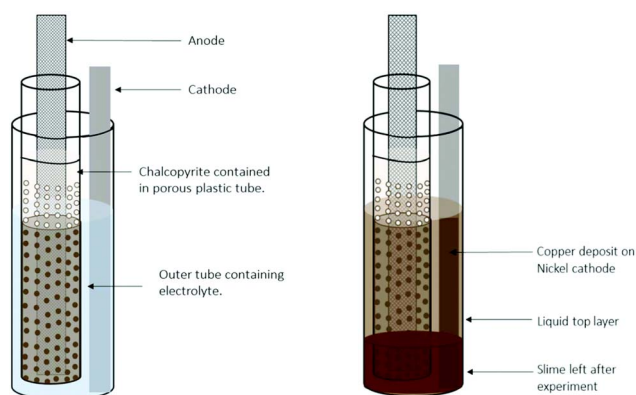 Anode
Cathode
Chalcopyrite contained
in porous plastic tube.
Outer tube containing
electrolyte.
Copper deposit on
Nickel cathode
Liquid top layer
Slime left after
experiment